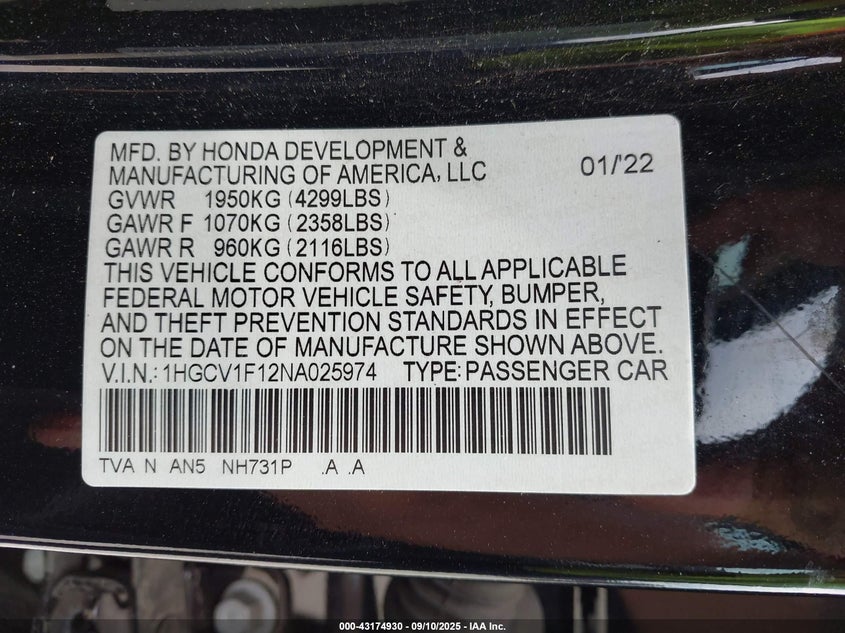 MFD. BY HONDA DEVELOPMENT &
MANUFACTURING OF AMERICA, LLC 01/'22
GVWR 1950KG (4299LBS)
GAWR F 1070KG (2358LBS)
GAWR R 960KG (2116LBS)
THIS VEHICLE CONFORMS TO ALL APPLICABLE
FEDERAL MOTOR VEHICLE SAFETY, BUMPER,
AND THEFT PREVENTION STANDARDS IN EFFECT
ON THE DATE OF MANUFACTURE SHOWN ABOVE.
V.I.N.: 1HGCV1F12NA025974 TYPE: PASSENGER CAR
TVA N AN5 NH731P .A .A
000-43174930 - 09/10/2025 - IAA Inc.